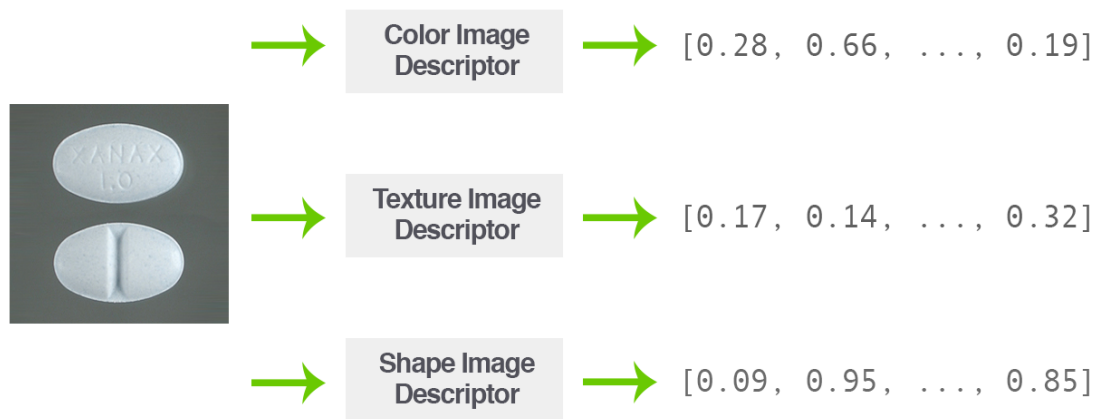 Color Image
Descriptor
[0.28, 0.66, ..., 0.19]
XANAX
1.0
Texture Image
Descriptor
[0.17, 0.14, ..., 0.32]
Shape Image
Descriptor
[0.09, 0.95, ..., 0.85]